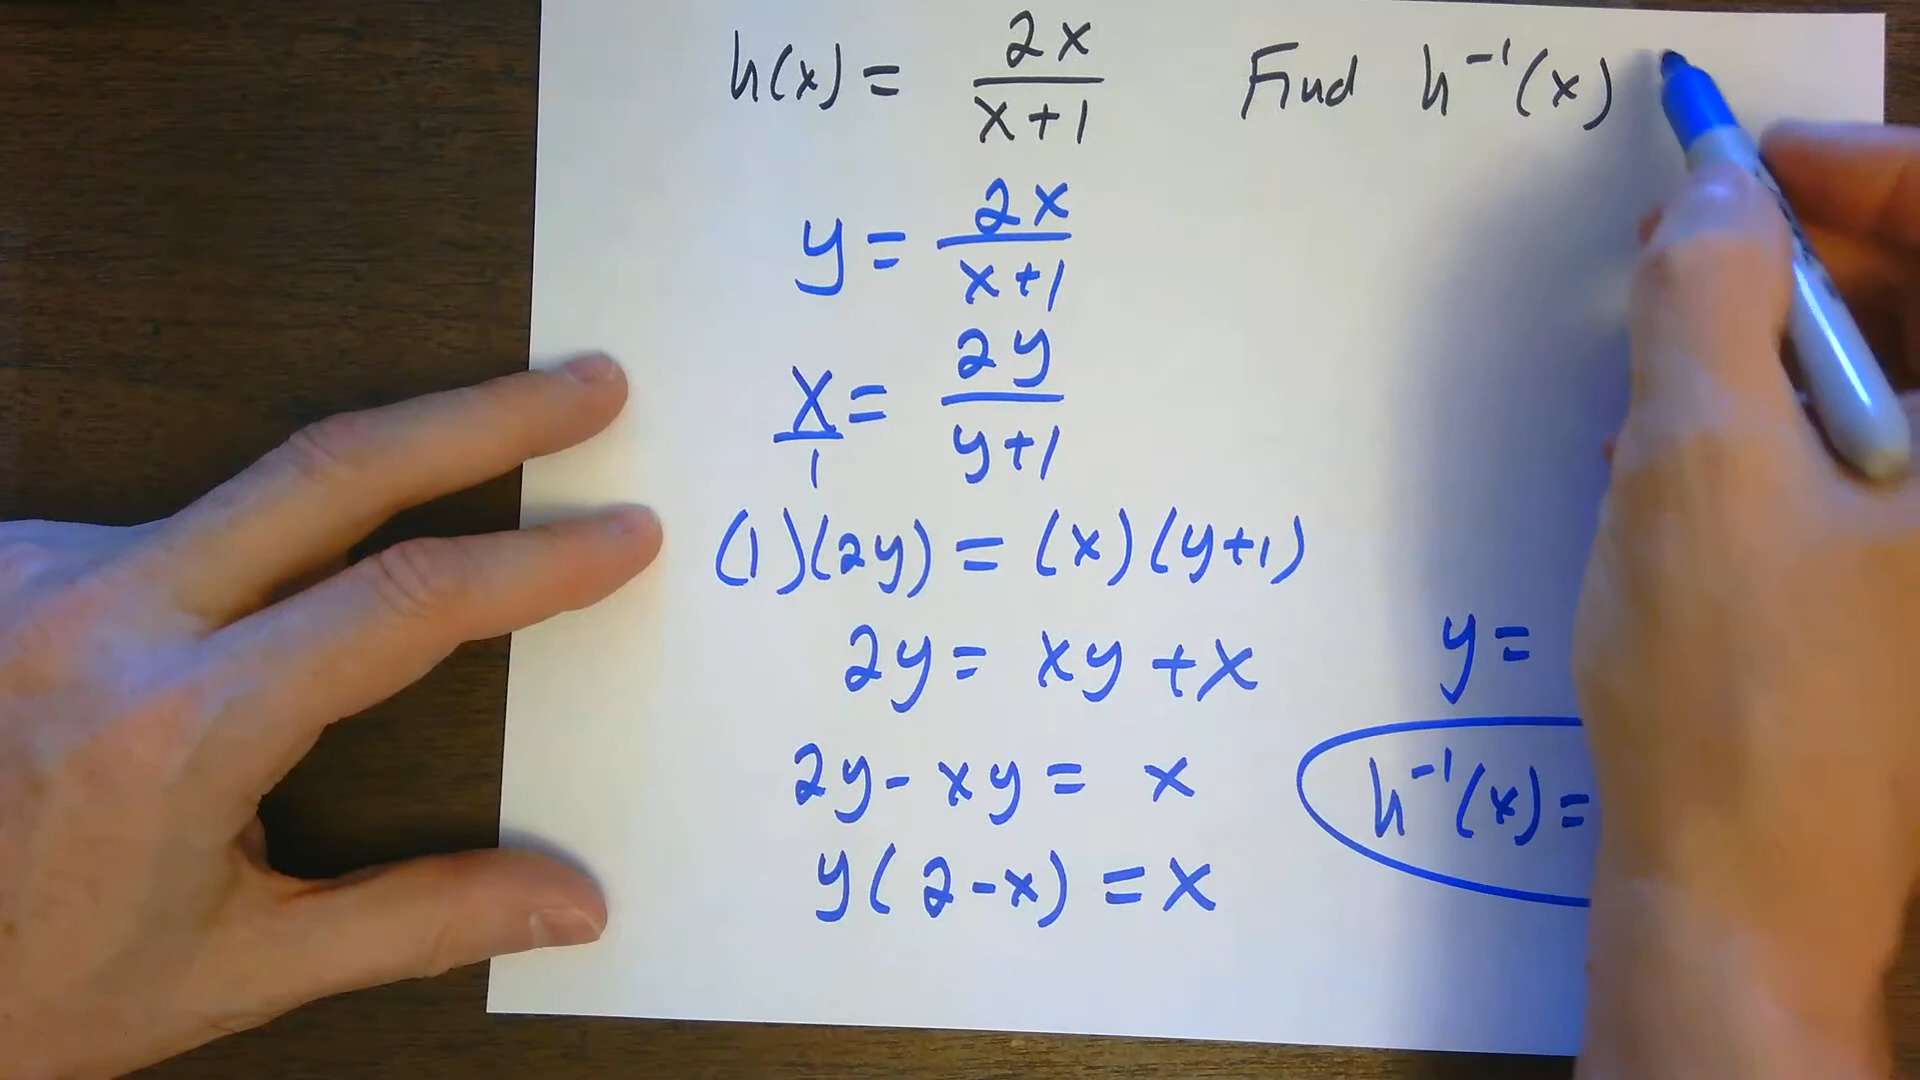 h(x) = 2x / x+1 Find h⁻¹(x)
y = 2x / x+1
x / 1 = 2y / y+1
(1)(2y) = (x)(y+1)
2y = xy + x
2y - xy = x
y(2-x) = x
y =
h⁻¹(x) =